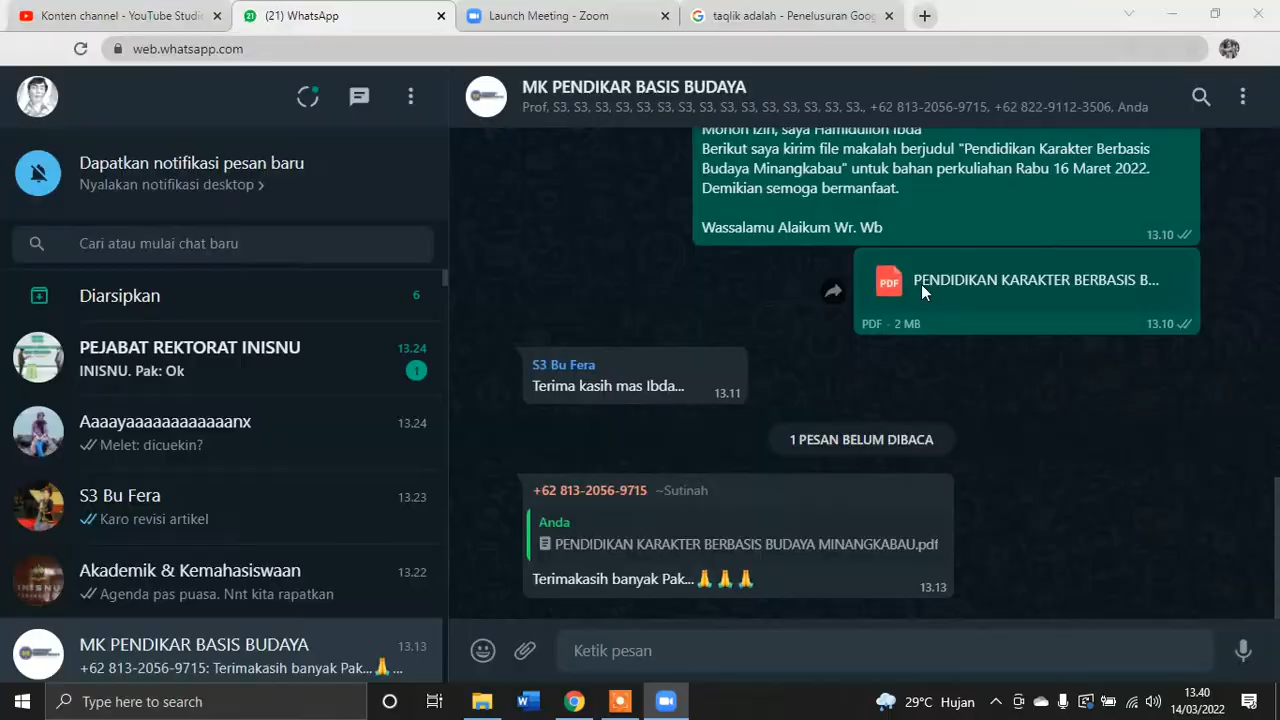 Konten channel - YouTube Studio
(21) WhatsApp
Launch Meeting - Zoom
taqlik adalah - Penelusuran Goog
web.whatsapp.com
MK PENDIKAR BASIS BUDAYA
Prof, S3, S3, S3, S3, S3, S3, S3, S3, S3, S3, S3, S3, S3. S3, S3., +62 813-2056-9715, +62 822-9112-3506, Anda
Dapatkan notifikasi pesan baru
Nyalakan notifikasi desktop >
Cari atau mulai chat baru
Diarsipkan
6
PEJABAT REKTORAT INISNU
13.24
INISNU. Pak: Ok
1
Aaaayaaaaaaaaaaaanx
13.24
Melet: dicuekin?
S3 Bu Fera
13.23
Karo revisi artikel
Akademik & Kemahasiswaan
13.22
Agenda pas puasa. Nnt kita rapatkan
MK PENDIKAR BASIS BUDAYA
13.13
+62 813-2056-9715: Terimakasih banyak Pak...🙏...
Mohon izin, saya Hamidulloh Ibda
Berikut saya kirim file makalah berjudul "Pendidikan Karakter Berbasis
Budaya Minangkabau" untuk bahan perkuliahan Rabu 16 Maret 2022.
Demikian semoga bermanfaat.
Wassalamu Alaikum Wr. Wb
13.10
PDF
PENDIDIKAN KARAKTER BERBASIS B...
PDF · 2 MB
13.10
S3 Bu Fera
Terima kasih mas Ibda...
13.11
1 PESAN BELUM DIBACA
+62 813-2056-9715 ~Sutinah
Anda
PENDIDIKAN KARAKTER BERBASIS BUDAYA MINANGKABAU.pdf
Terimakasih banyak Pak...🙏🙏🙏
13.13
Ketik pesan
Type here to search
29°C Hujan
13.40
14/03/2022